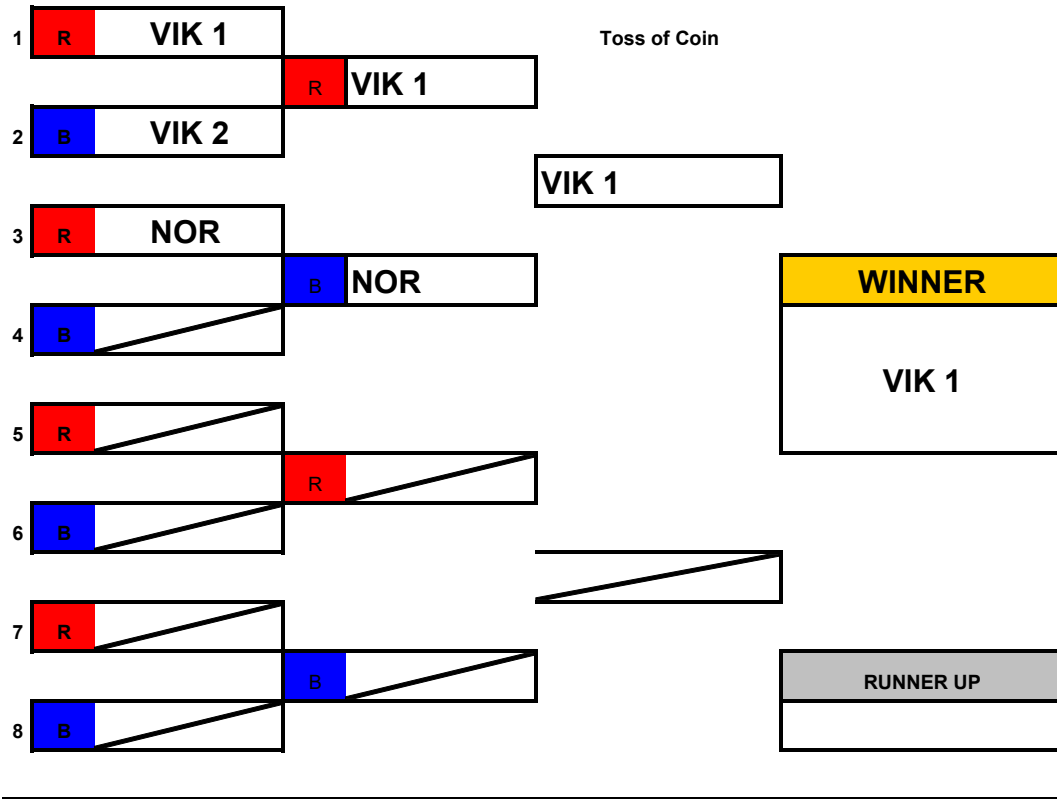 1 R VIK 1 Toss of Coin
R VIK 1
2 B VIK 2
VIK 1
3 R NOR
B NOR WINNER
4 B
VIK 1
5 R
R
6 B
7 R
B RUNNER UP
8 B